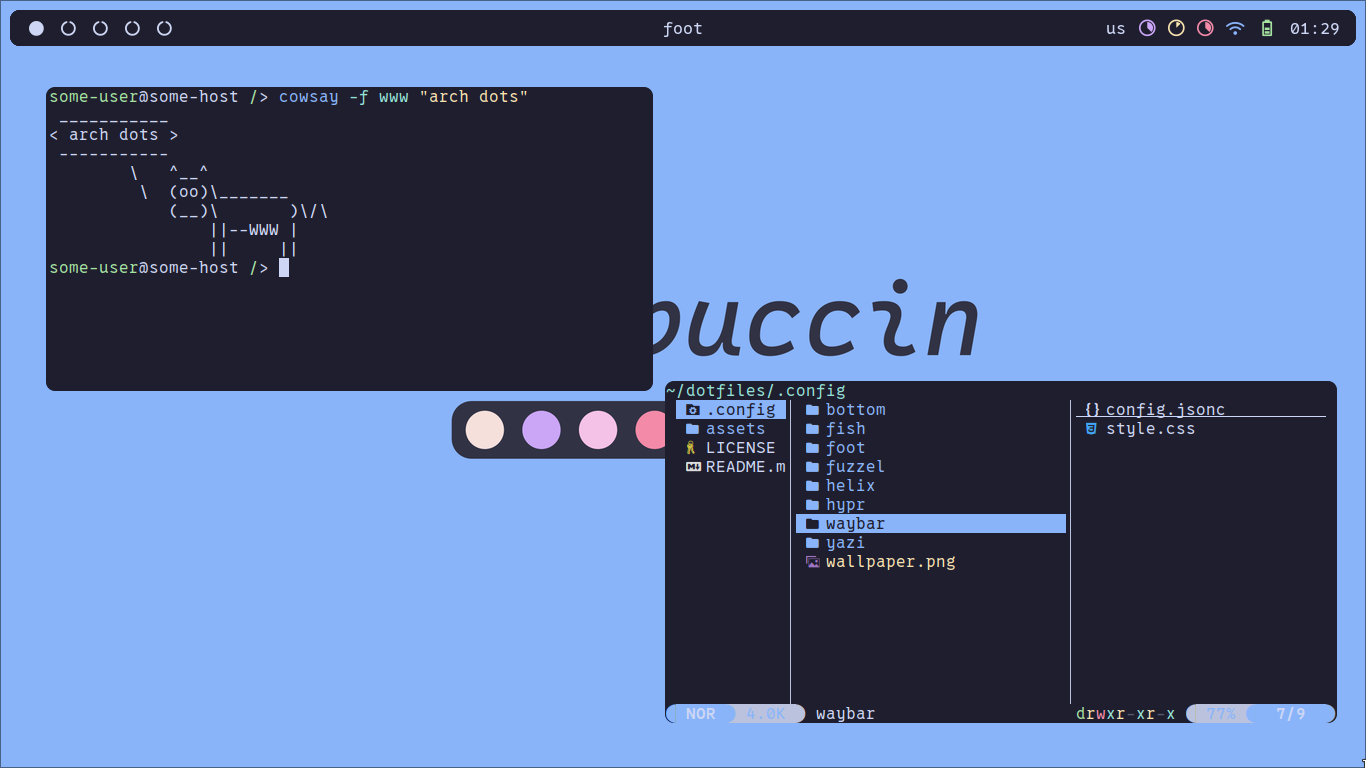 foot
us 01:29
some-user@some-host /> cowsay -f www "arch dots"
 ___________
< arch dots >
 -----------
        \   ^__^
         \  (oo)\_______
            (__)\       )\/\
                ||--WWW |
                ||     ||
some-user@some-host />
puccin
~/dotfiles/.config
.config
assets
LICENSE
README.m
bottom
fish
foot
fuzzel
helix
hypr
waybar
yazi
wallpaper.png
{} config.jsonc
style.css
NOR 4.0K waybar drwxr-xr-x 77% 7/9